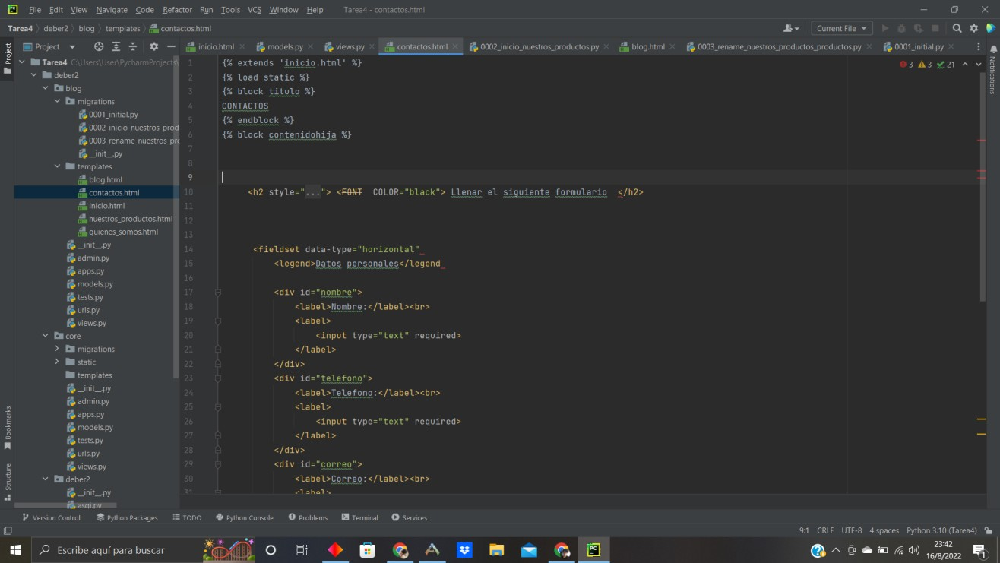 File Edit View Navigate Code Refactor Run Tools VCS Window Help Tarea4 - contactos.html
Tarea4 deber2 blog templates contactos.html Current File
Project inicio.html models.py views.py contactos.html 0002_inicio_nuestros_productos.py blog.html 0003_rename_nuestros_productos_productos.py 0001_initial.py
Project
Bookmarks
Structure
Notifications
3 3 21
Tarea4 C:\Users\User\PycharmProjects\
deber2
blog
migrations
0001_initial.py
0002_inicio_nuestros_prod
0003_rename_nuestros_pro
__init__.py
templates
blog.html
contactos.html
inicio.html
nuestros_productos.html
quienes_somos.html
__init__.py
admin.py
apps.py
models.py
tests.py
urls.py
views.py
core
migrations
static
templates
__init__.py
admin.py
apps.py
models.py
tests.py
urls.py
views.py
deber2
__init__.py
asgi.py
1 {% extends 'inicio.html' %}
2 {% load static %}
3 {% block titulo %}
4 CONTACTOS
5 {% endblock %}
6 {% block contenidohija %}
7
8
9
10 <h2 style="..."> <FONT COLOR="black"> Llenar el siguiente formulario </h2>
11
12
13
14 <fieldset data-type="horizontal"
15 <legend>Datos personales</legend
16
17 <div id="nombre">
18 <label>Nombre:</label><br>
19 <label>
20 <input type="text" required>
21 </label>
22 </div>
23 <div id="telefono">
24 <label>Telefono:</label><br>
25 <label>
26 <input type="text" required>
27 </label>
28 </div>
29 <div id="correo">
30 <label>Correo:</label><br>
31 <label>
Version Control Python Packages TODO Python Console Problems Terminal Services
9:1 CRLF UTF-8 4 spaces Python 3.10 (Tarea4)
Escribe aquí para buscar
23:42
16/8/2022
1